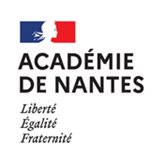 ACADÉMIE
DE NANTES
Liberté
Égalité
Fraternité